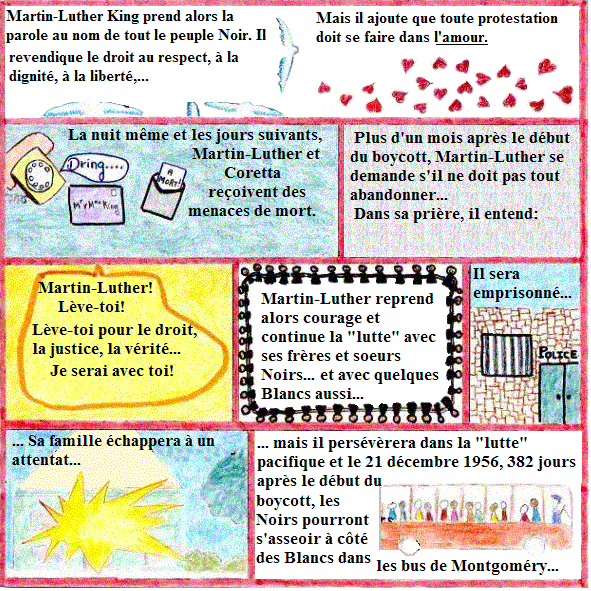 Martin-Luther King prend alors la
parole au nom de tout le peuple Noir. Il
revendique le droit au respect, à la
dignité, à la liberté,...
Mais il ajoute que toute protestation
doit se faire dans l'amour.
La nuit même et les jours suivants,
Martin-Luther et
Coretta
reçoivent des
menaces de mort.
Dring....
A
MORT!
Mr Mme King
Plus d'un mois après le début
du boycott, Martin-Luther se
demande s'il ne doit pas tout
abandonner...
Dans sa prière, il entend:
Martin-Luther!
Lève-toi!
Lève-toi pour le droit,
la justice, la vérité...
Je serai avec toi!
Martin-Luther reprend
alors courage et
continue la "lutte" avec
ses frères et soeurs
Noirs... et avec quelques
Blancs aussi...
Il sera
emprisonné...
POLICE
... Sa famille échappera à un
attentat...
... mais il persévèrera dans la "lutte"
pacifique et le 21 décembre 1956, 382 jours
après le début du
boycott, les
Noirs pourront
s'asseoir à côté
des Blancs dans
les bus de Montgoméry...